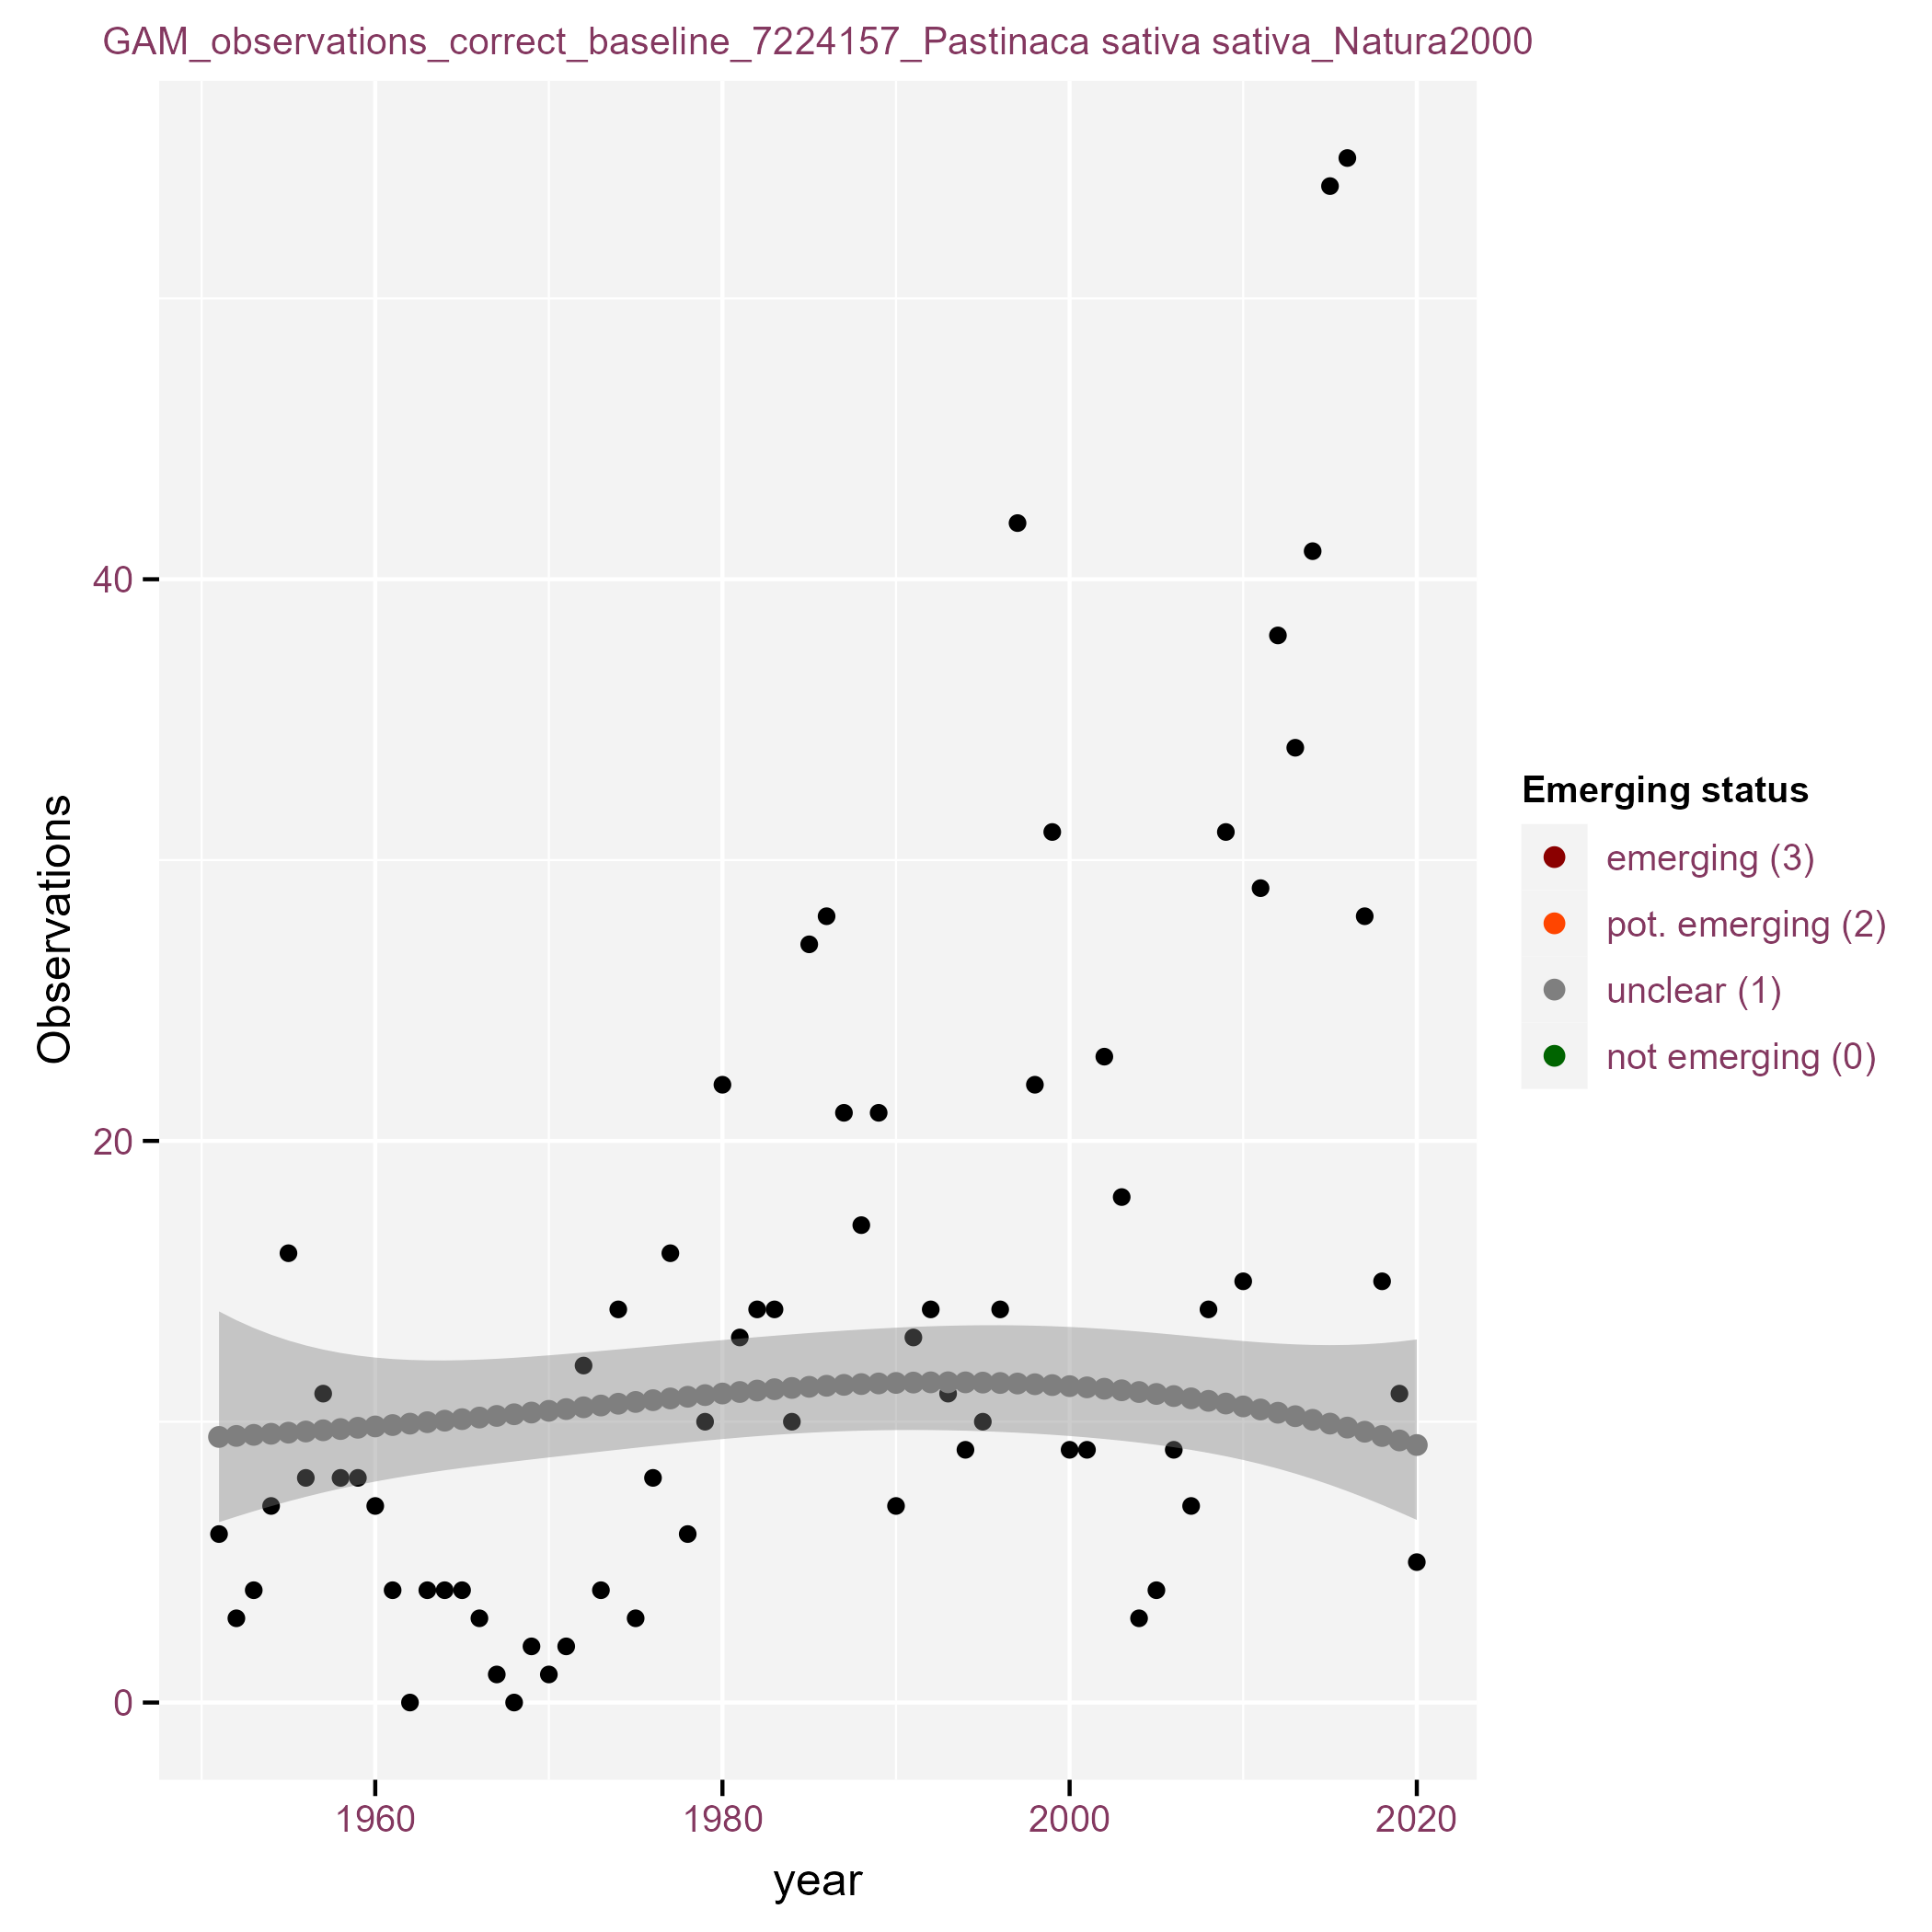 GAM_observations_correct_baseline_7224157_Pastinaca sativa sativa_Natura2000
Observations
40
20
0
1960 1980 2000 2020
year
Emerging status
emerging (3)
pot. emerging (2)
unclear (1)
not emerging (0)